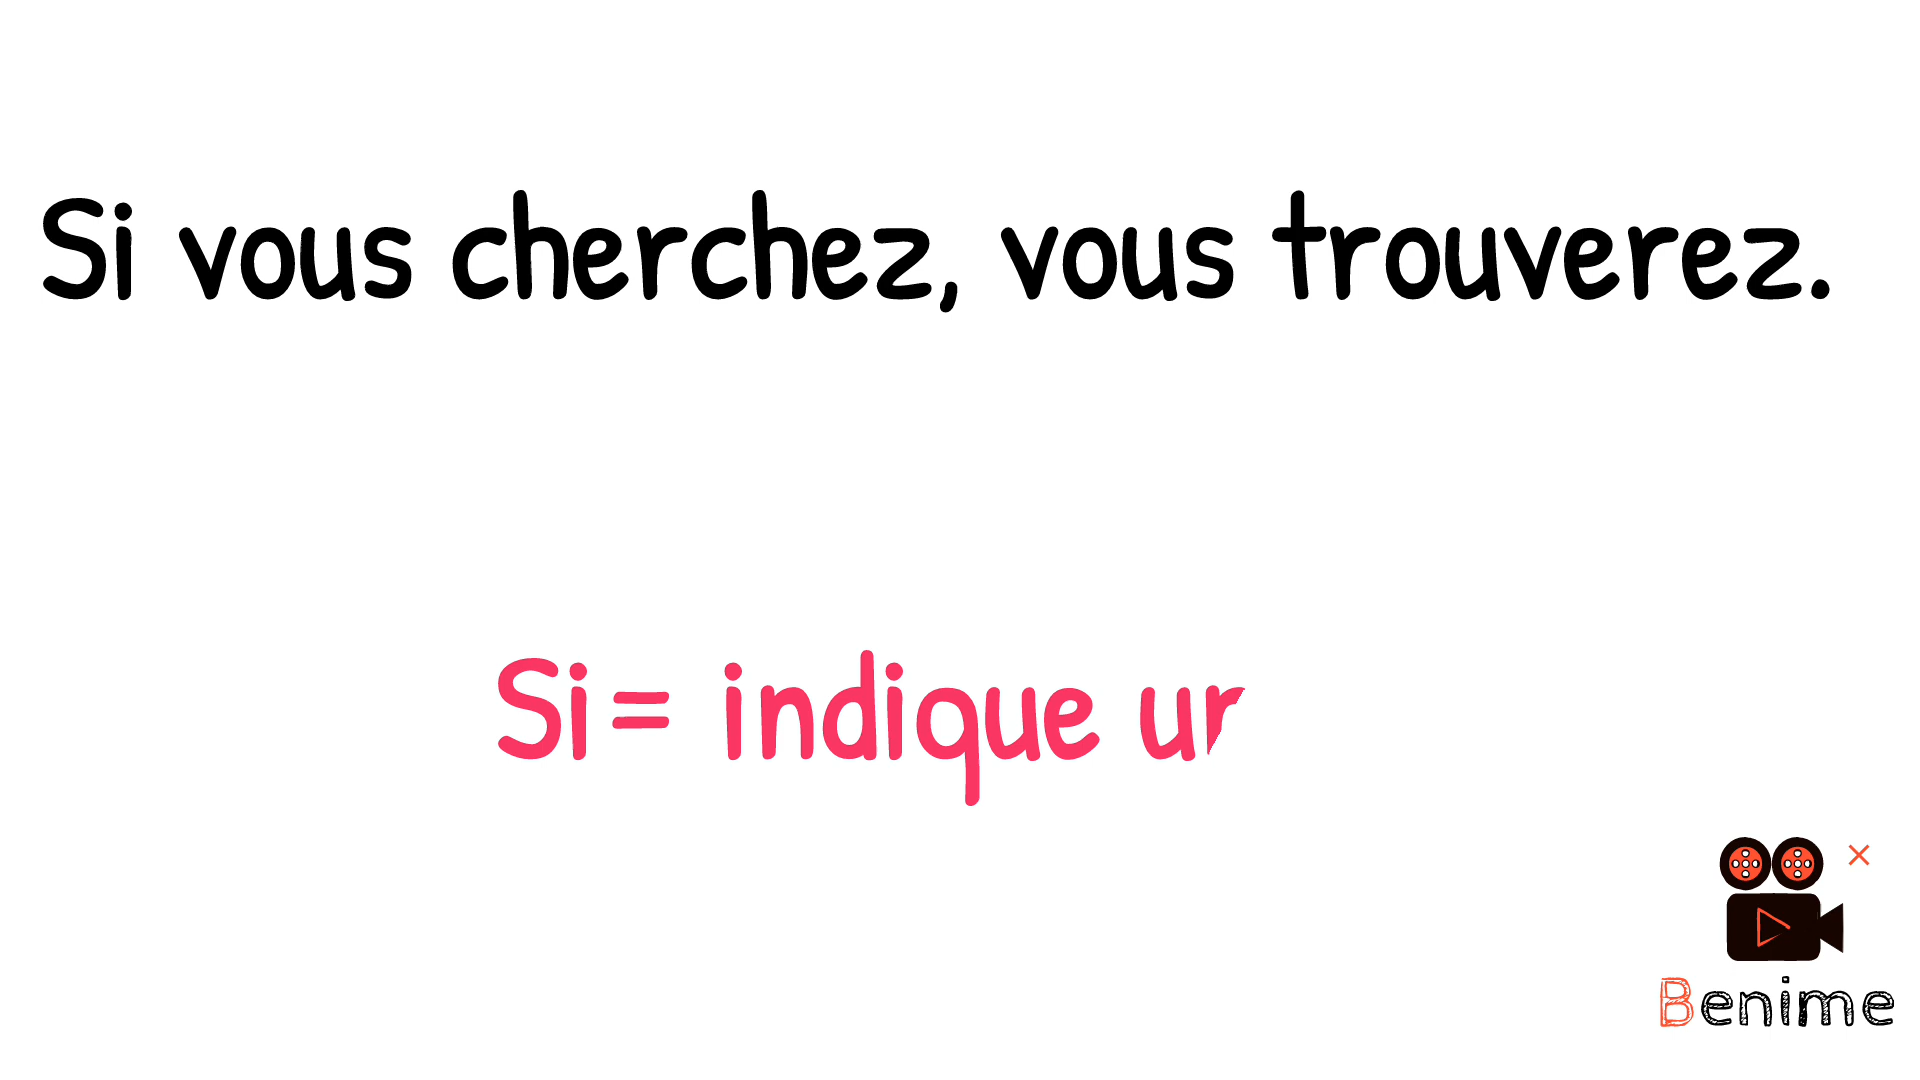 Si vous cherchez, vous trouverez.
Si = indique
Benime